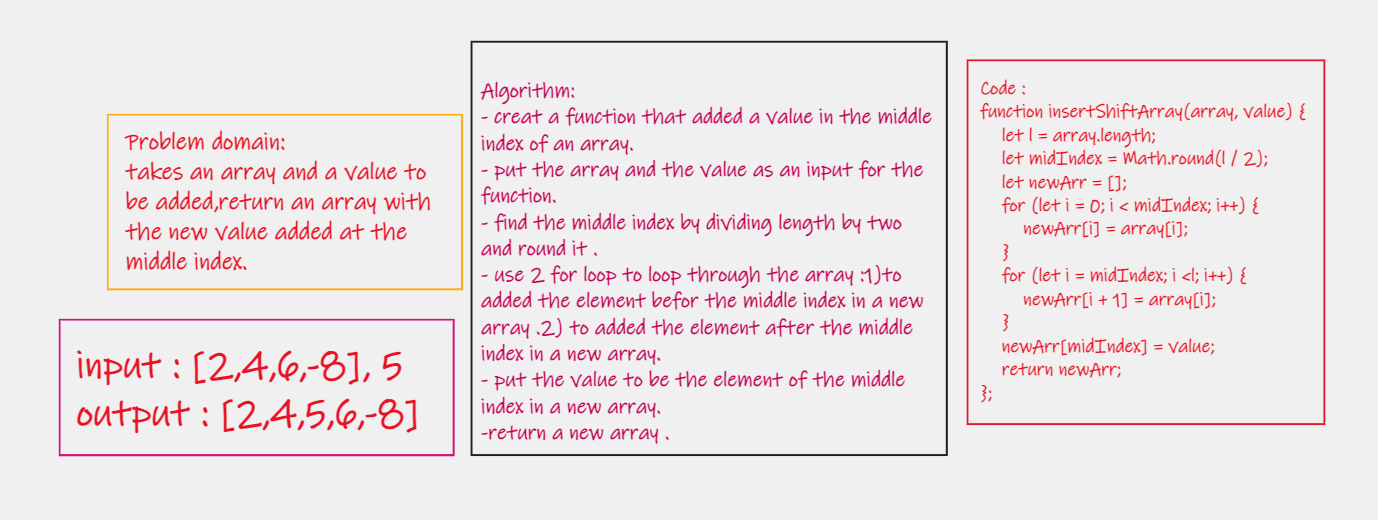 Problem domain:
takes an array and a value to
be added,return an array with
the new value added at the
middle index.
input : [2,4,6,-8], 5
output : [2,4,5,6,-8]
Algorithm:
- creat a function that added a value in the middle
index of an array.
- put the array and the value as an input for the
function.
- find the middle index by dividing length by two
and round it .
- use 2 for loop to loop through the array :1)to
added the element befor the middle index in a new
array .2) to added the element after the middle
index in a new array.
- put the value to be the element of the middle
index in a new array.
-return a new array .
Code :
function insertShiftArray(array, value) {
let l = array.length;
let midIndex = Math.round(l / 2);
let newArr = [];
for (let i = 0; i < midIndex; i++) {
newArr[i] = array[i];
}
for (let i = midIndex; i <l; i++) {
newArr[i + 1] = array[i];
}
newArr[midIndex] = value;
return newArr;
};